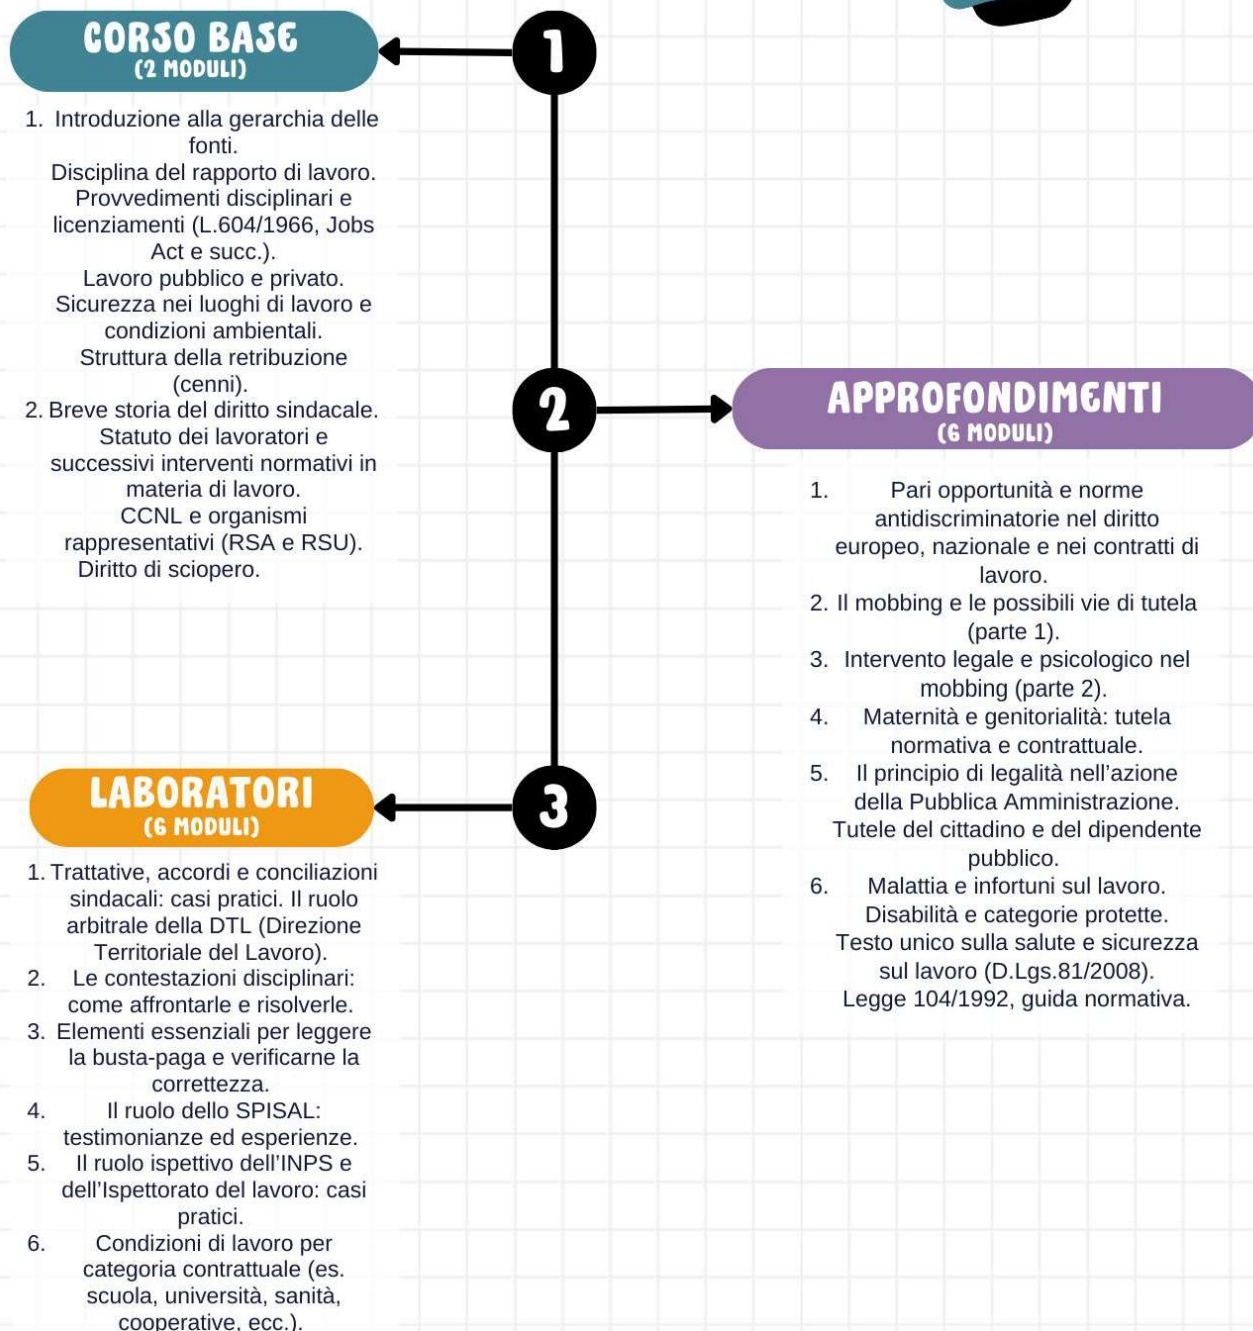 1
CORSO BASE
(2 MODULI)
1. Introduzione alla gerarchia delle
fonti.
Disciplina del rapporto di lavoro.
Provvedimenti disciplinari e
licenziamenti (L.604/1966, Jobs
Act e succ.).
Lavoro pubblico e privato.
Sicurezza nei luoghi di lavoro e
condizioni ambientali.
Struttura della retribuzione
(cenni).
2. Breve storia del diritto sindacale.
Statuto dei lavoratori e
successivi interventi normativi in
materia di lavoro.
CCNL e organismi
rappresentativi (RSA e RSU).
Diritto di sciopero.
2
APPROFONDIMENTI
(6 MODULI)
1. Pari opportunità e norme
antidiscriminatorie nel diritto
europeo, nazionale e nei contratti di
lavoro.
2. Il mobbing e le possibili vie di tutela
(parte 1).
3. Intervento legale e psicologico nel
mobbing (parte 2).
4. Maternità e genitorialità: tutela
normativa e contrattuale.
5. Il principio di legalità nell’azione
della Pubblica Amministrazione.
Tutele del cittadino e del dipendente
pubblico.
6. Malattia e infortuni sul lavoro.
Disabilità e categorie protette.
Testo unico sulla salute e sicurezza
sul lavoro (D.Lgs.81/2008).
Legge 104/1992, guida normativa.
3
LABORATORI
(6 MODULI)
1. Trattative, accordi e conciliazioni
sindacali: casi pratici. Il ruolo
arbitrale della DTL (Direzione
Territoriale del Lavoro).
2. Le contestazioni disciplinari:
come affrontarle e risolverle.
3. Elementi essenziali per leggere
la busta-paga e verificarne la
correttezza.
4. Il ruolo dello SPISAL:
testimonianze ed esperienze.
5. Il ruolo ispettivo dell’INPS e
dell’Ispettorato del lavoro: casi
pratici.
6. Condizioni di lavoro per
categoria contrattuale (es.
scuola, università, sanità,
cooperative, ecc.).